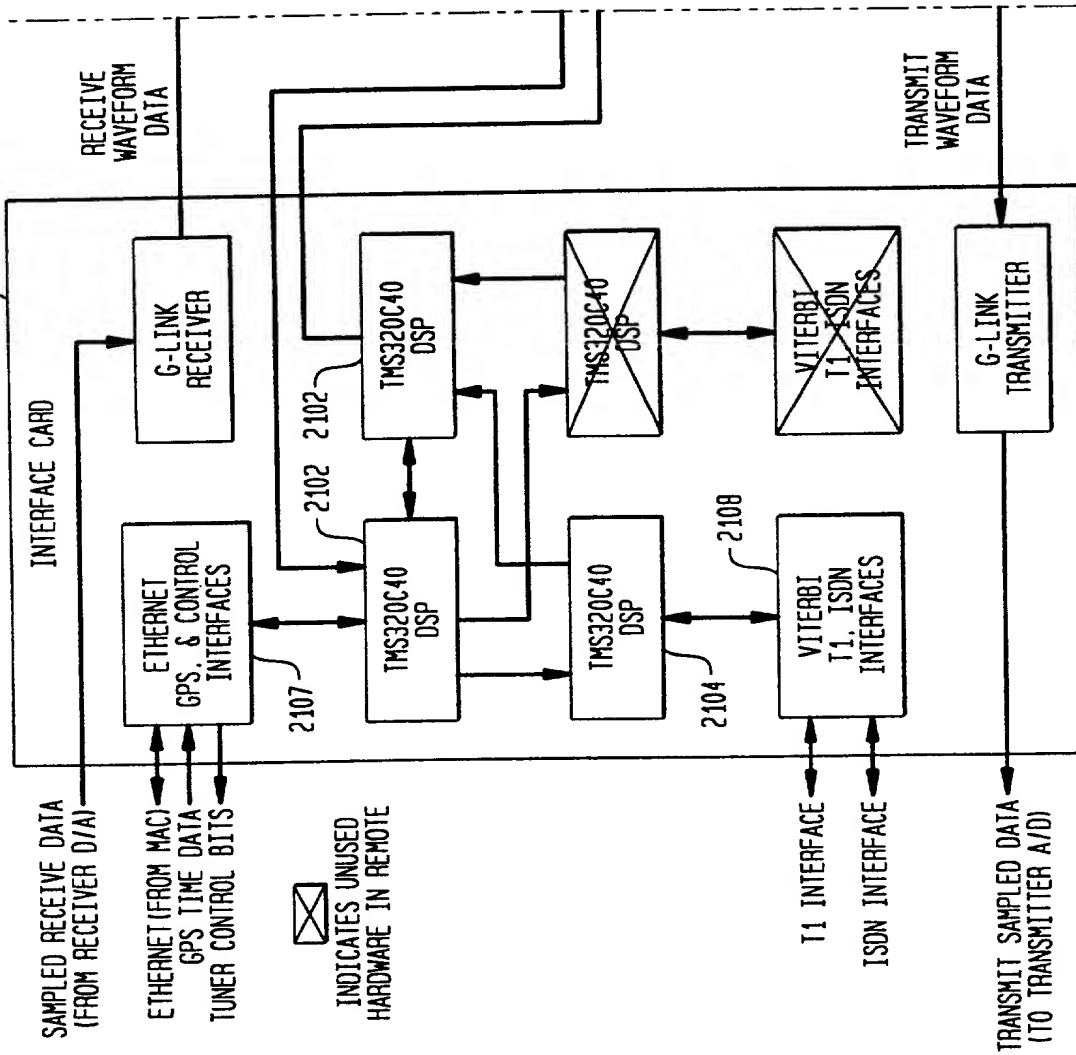 INTERFACE CARD
SAMPLED RECEIVE DATA
(FROM RECEIVER D/A)
ETHERNET (FROM MAC)
GPS TIME DATA
TUNER CONTROL BITS
INDICATES UNUSED
HARDWARE IN REMOTE
T1 INTERFACE
ISDN INTERFACE
TRANSMIT SAMPLED DATA
(TO TRANSMITTER A/D)
ETHERNET
GPS, & CONTROL
INTERFACES
2107
TMS320C40
DSP
2102
TMS320C40
DSP
2104
VITERBI
T1, ISDN
INTERFACES
2108
G-LINK
RECEIVER
TMS320C40
DSP
2102
TMS320C40
DSP
VITERBI
T1, ISDN
INTERFACES
G-LINK
TRANSMITTER
RECEIVE
WAVEFORM
DATA
TRANSMIT
WAVEFORM
DATA